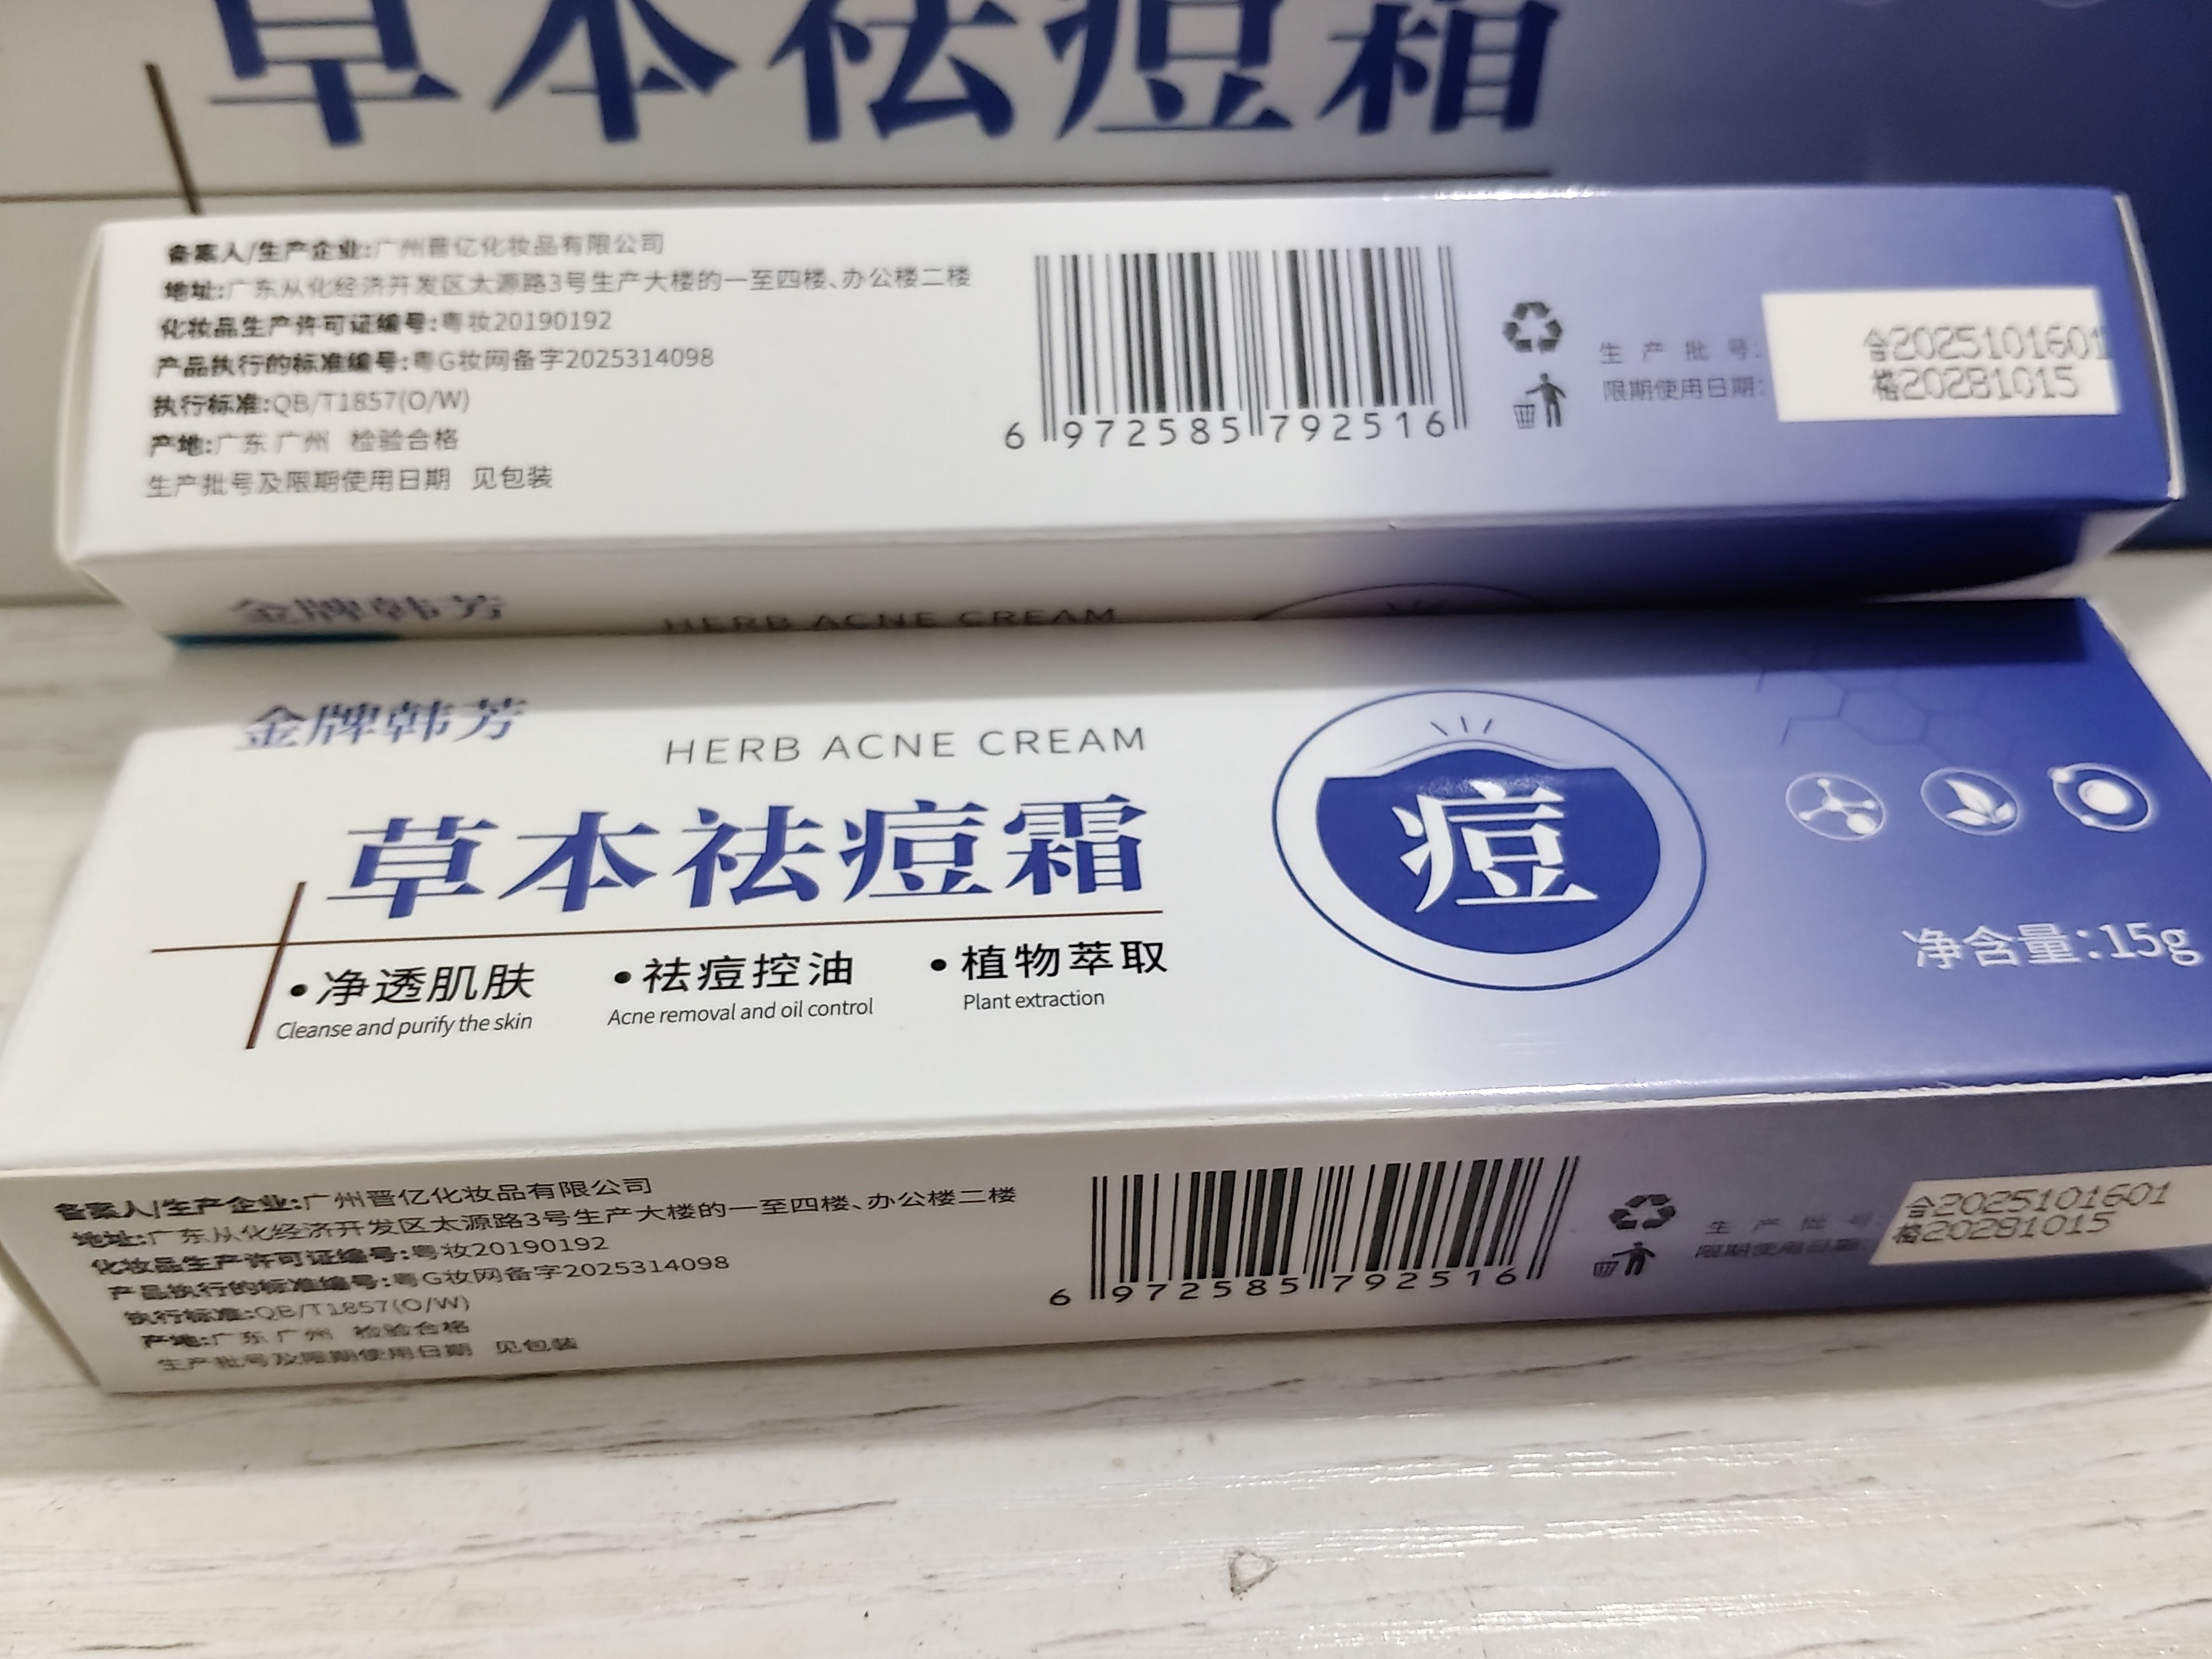 草本祛痘霜
备案人/生产企业:广州晋亿化妆品有限公司
地址:广东从化经济开发区太源路3号生产大楼的一至四楼、办公楼二楼
化妆品生产许可证编号:粤妆20190192
产品执行的标准编号:粤G妆网备字2025314098
执行标准:QB/T1857(O/W)
产地:广东 广州 检验合格
生产批号及限期使用日期 见包装
6 972585 792516
生产批号:
限期使用日期:
合2025101601
格20281015
金牌韩芳
HERB ACNE CREAM
金牌韩芳
HERB ACNE CREAM
草本祛痘霜
•净透肌肤 •祛痘控油 •植物萃取
Cleanse and purify the skin Acne removal and oil control Plant extraction
痘
净含量:15g
备案人/生产企业:广州晋亿化妆品有限公司
地址:广东从化经济开发区太源路3号生产大楼的一至四楼、办公楼二楼
化妆品生产许可证编号:粤妆20190192
产品执行的标准编号:粤G妆网备字2025314098
执行标准:QB/T1857(O/W)
产地:广东 广州 检验合格
生产批号及限期使用日期 见包装
6 972585 792516
生产批号:
限期使用日期:
合2025101601
格20281015